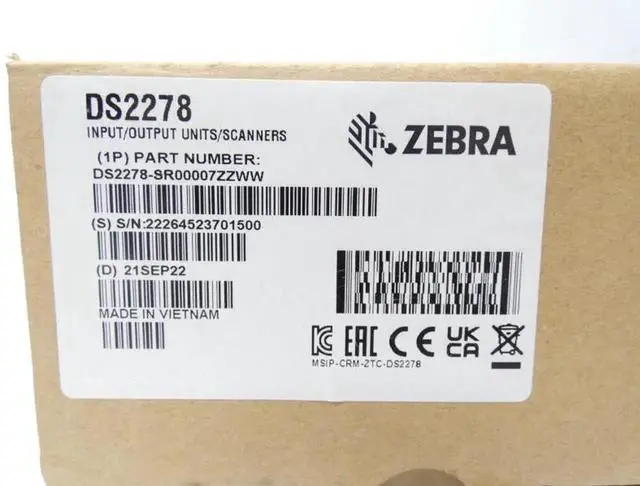 DS2278
INPUT/OUTPUT UNITS/SCANNERS
ZEBRA
(1P) PART NUMBER:
DS2278-SR00007ZZWW
(S) S/N:22264523701500
(D) 21SEP22
MADE IN VIETNAM
EAC CE UK CA
MSIP-CRM-ZTC-DS2278